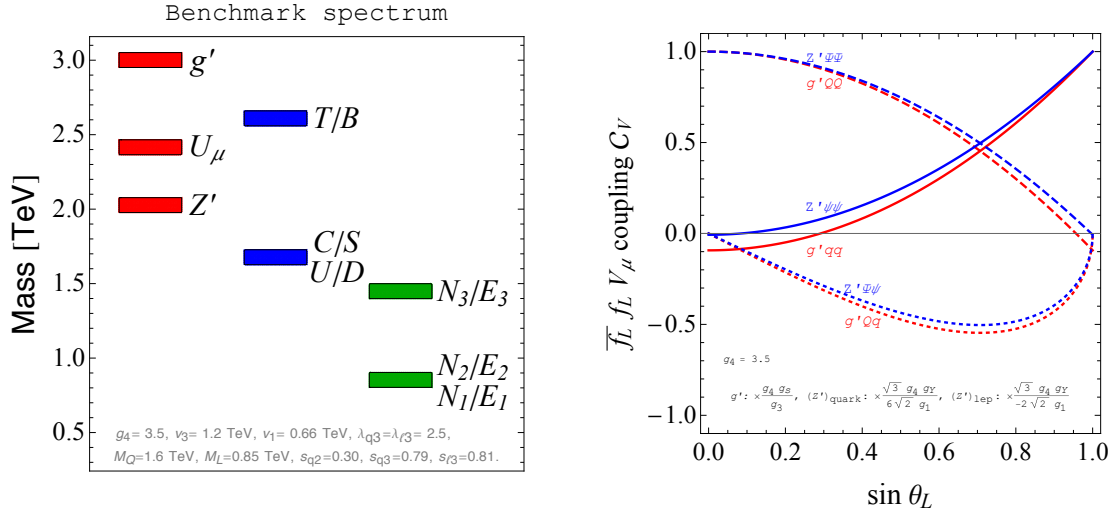 Benchmark spectrum
Mass [TeV]
3.0
2.5
2.0
1.5
1.0
0.5
g'
U_μ
Z'
T/B
C/S
U/D
N_3/E_3
N_2/E_2
N_1/E_1
g_4= 3.5, v_3= 1.2 TeV, v_1= 0.66 TeV, λ_q3=λ_ℓ3= 2.5,
M_Q=1.6 TeV, M_L=0.85 TeV, s_q2=0.30, s_q3=0.79, s_ℓ3=0.81.
f̅_L f_L V_μ coupling C_V
1.0
0.5
0.0
−0.5
−1.0
Z'ΨΨ
g'QQ
Z'ψψ
g'qq
Z'Φψ
g'Qq
g_4 = 3.5
g': × g_4 g_s / g_3, (Z')_quark: × √3 g_4 g_Y / 6√2 g_1, (Z')_lep: × √3 g_4 g_Y / -2√2 g_1
0.0 0.2 0.4 0.6 0.8 1.0
sin θ_L